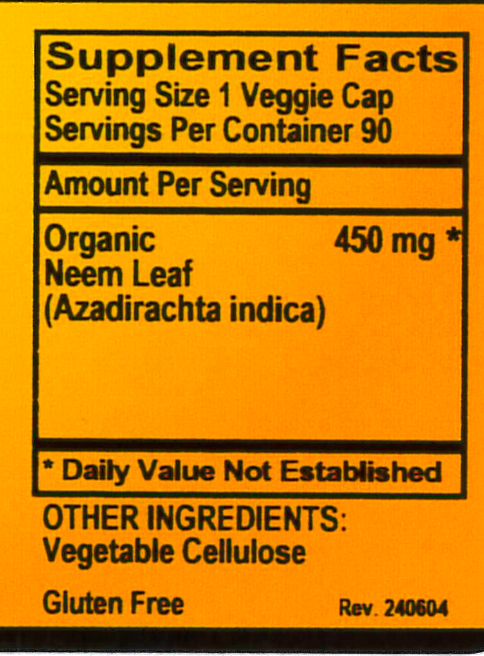 Supplement Facts
Serving Size 1 Veggie Cap
Servings Per Container 90
Amount Per Serving
Organic 450 mg *
Neem Leaf
(Azadirachta indica)
* Daily Value Not Established
OTHER INGREDIENTS:
Vegetable Cellulose
Gluten Free Rev. 240604